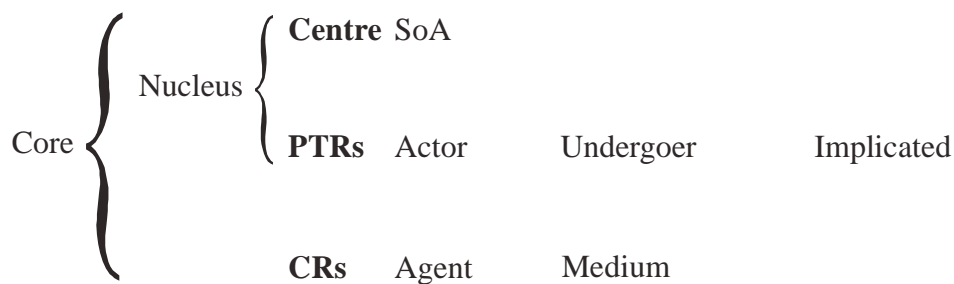 Centre SoA
Nucleus
Core
PTRs Actor Undergoer Implicated
CRs Agent Medium